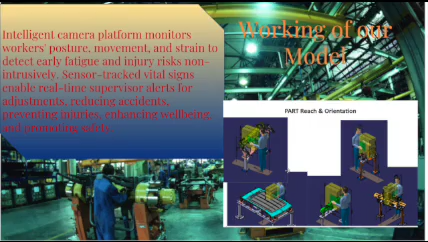 Intelligent camera platform monitors
workers' posture, movement, and strain to
detect early fatigue and injury risks non-
intrusively. Sensor-tracked vital signs
enable real-time supervisor alerts for
adjustments, reducing accidents,
preventing injuries, enhancing wellbeing
and promoting safety.
Working of our
Model
PART Reach & Orientation